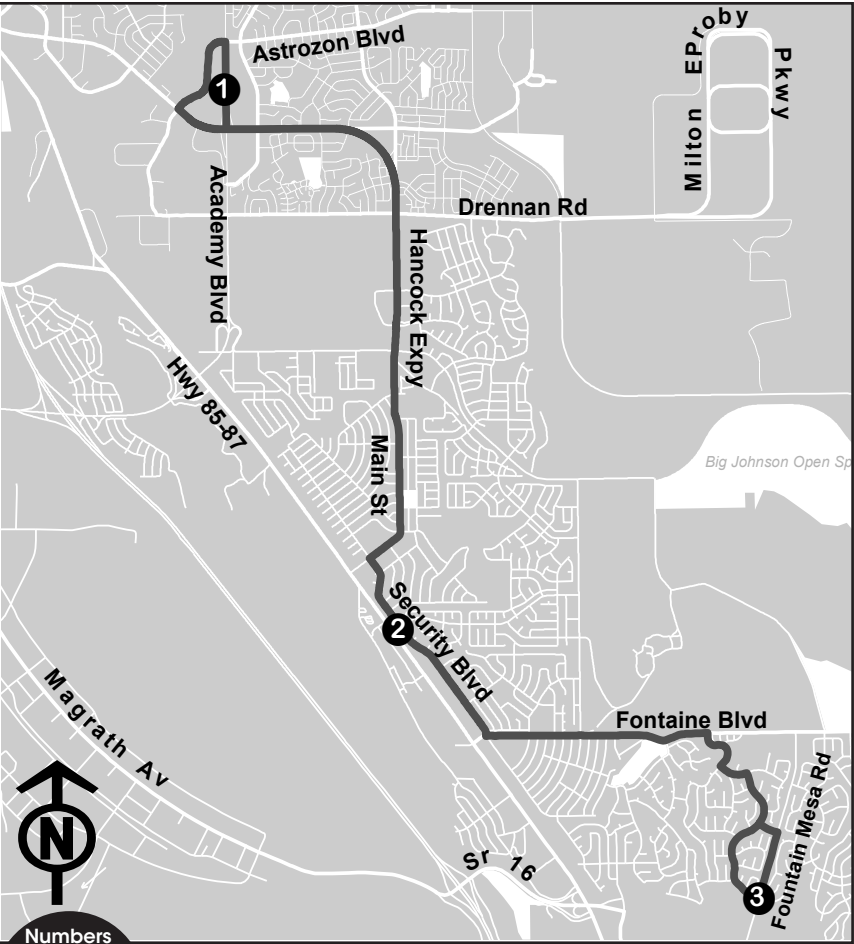 Astrozon Blvd
Milton EProby Pkwy
1
Academy Blvd
Drennan Rd
Hancock Expy
Hwy 85-87
Main St
Big Johnson Open Sp
Security Blvd
2
Magrath Av
Fontaine Blvd
Fountain Mesa Rd
N
Sr 16
3
Numbers